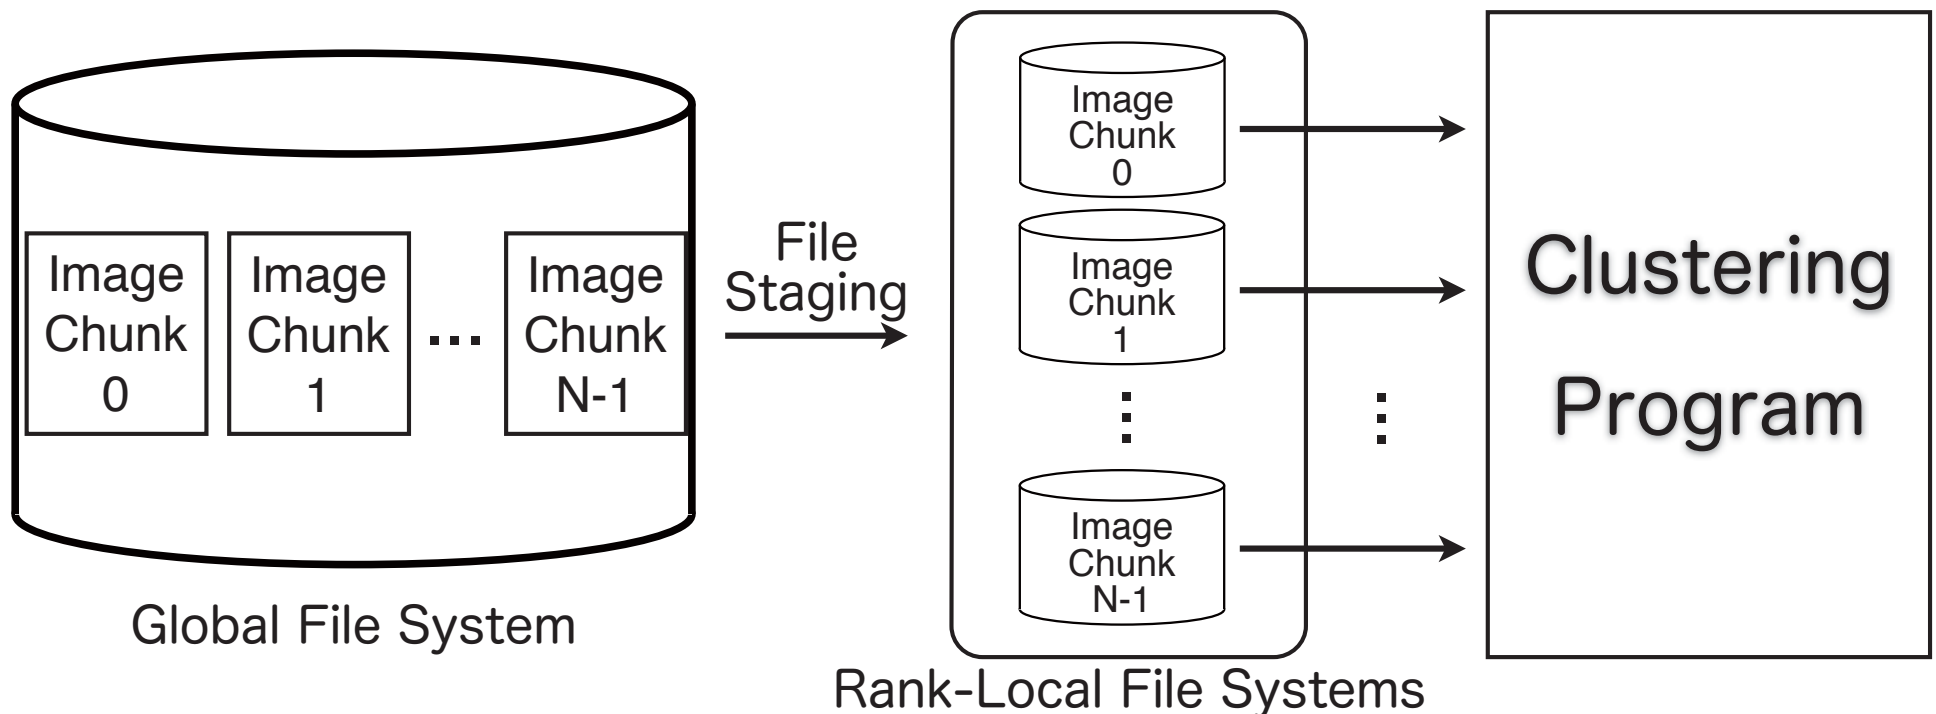 Image
Chunk
0
Image
Chunk
1
...
Image
Chunk
N-1
Global File System
File
Staging
Image
Chunk
0
Image
Chunk
1
Image
Chunk
N-1
Rank-Local File Systems
Clustering
Program